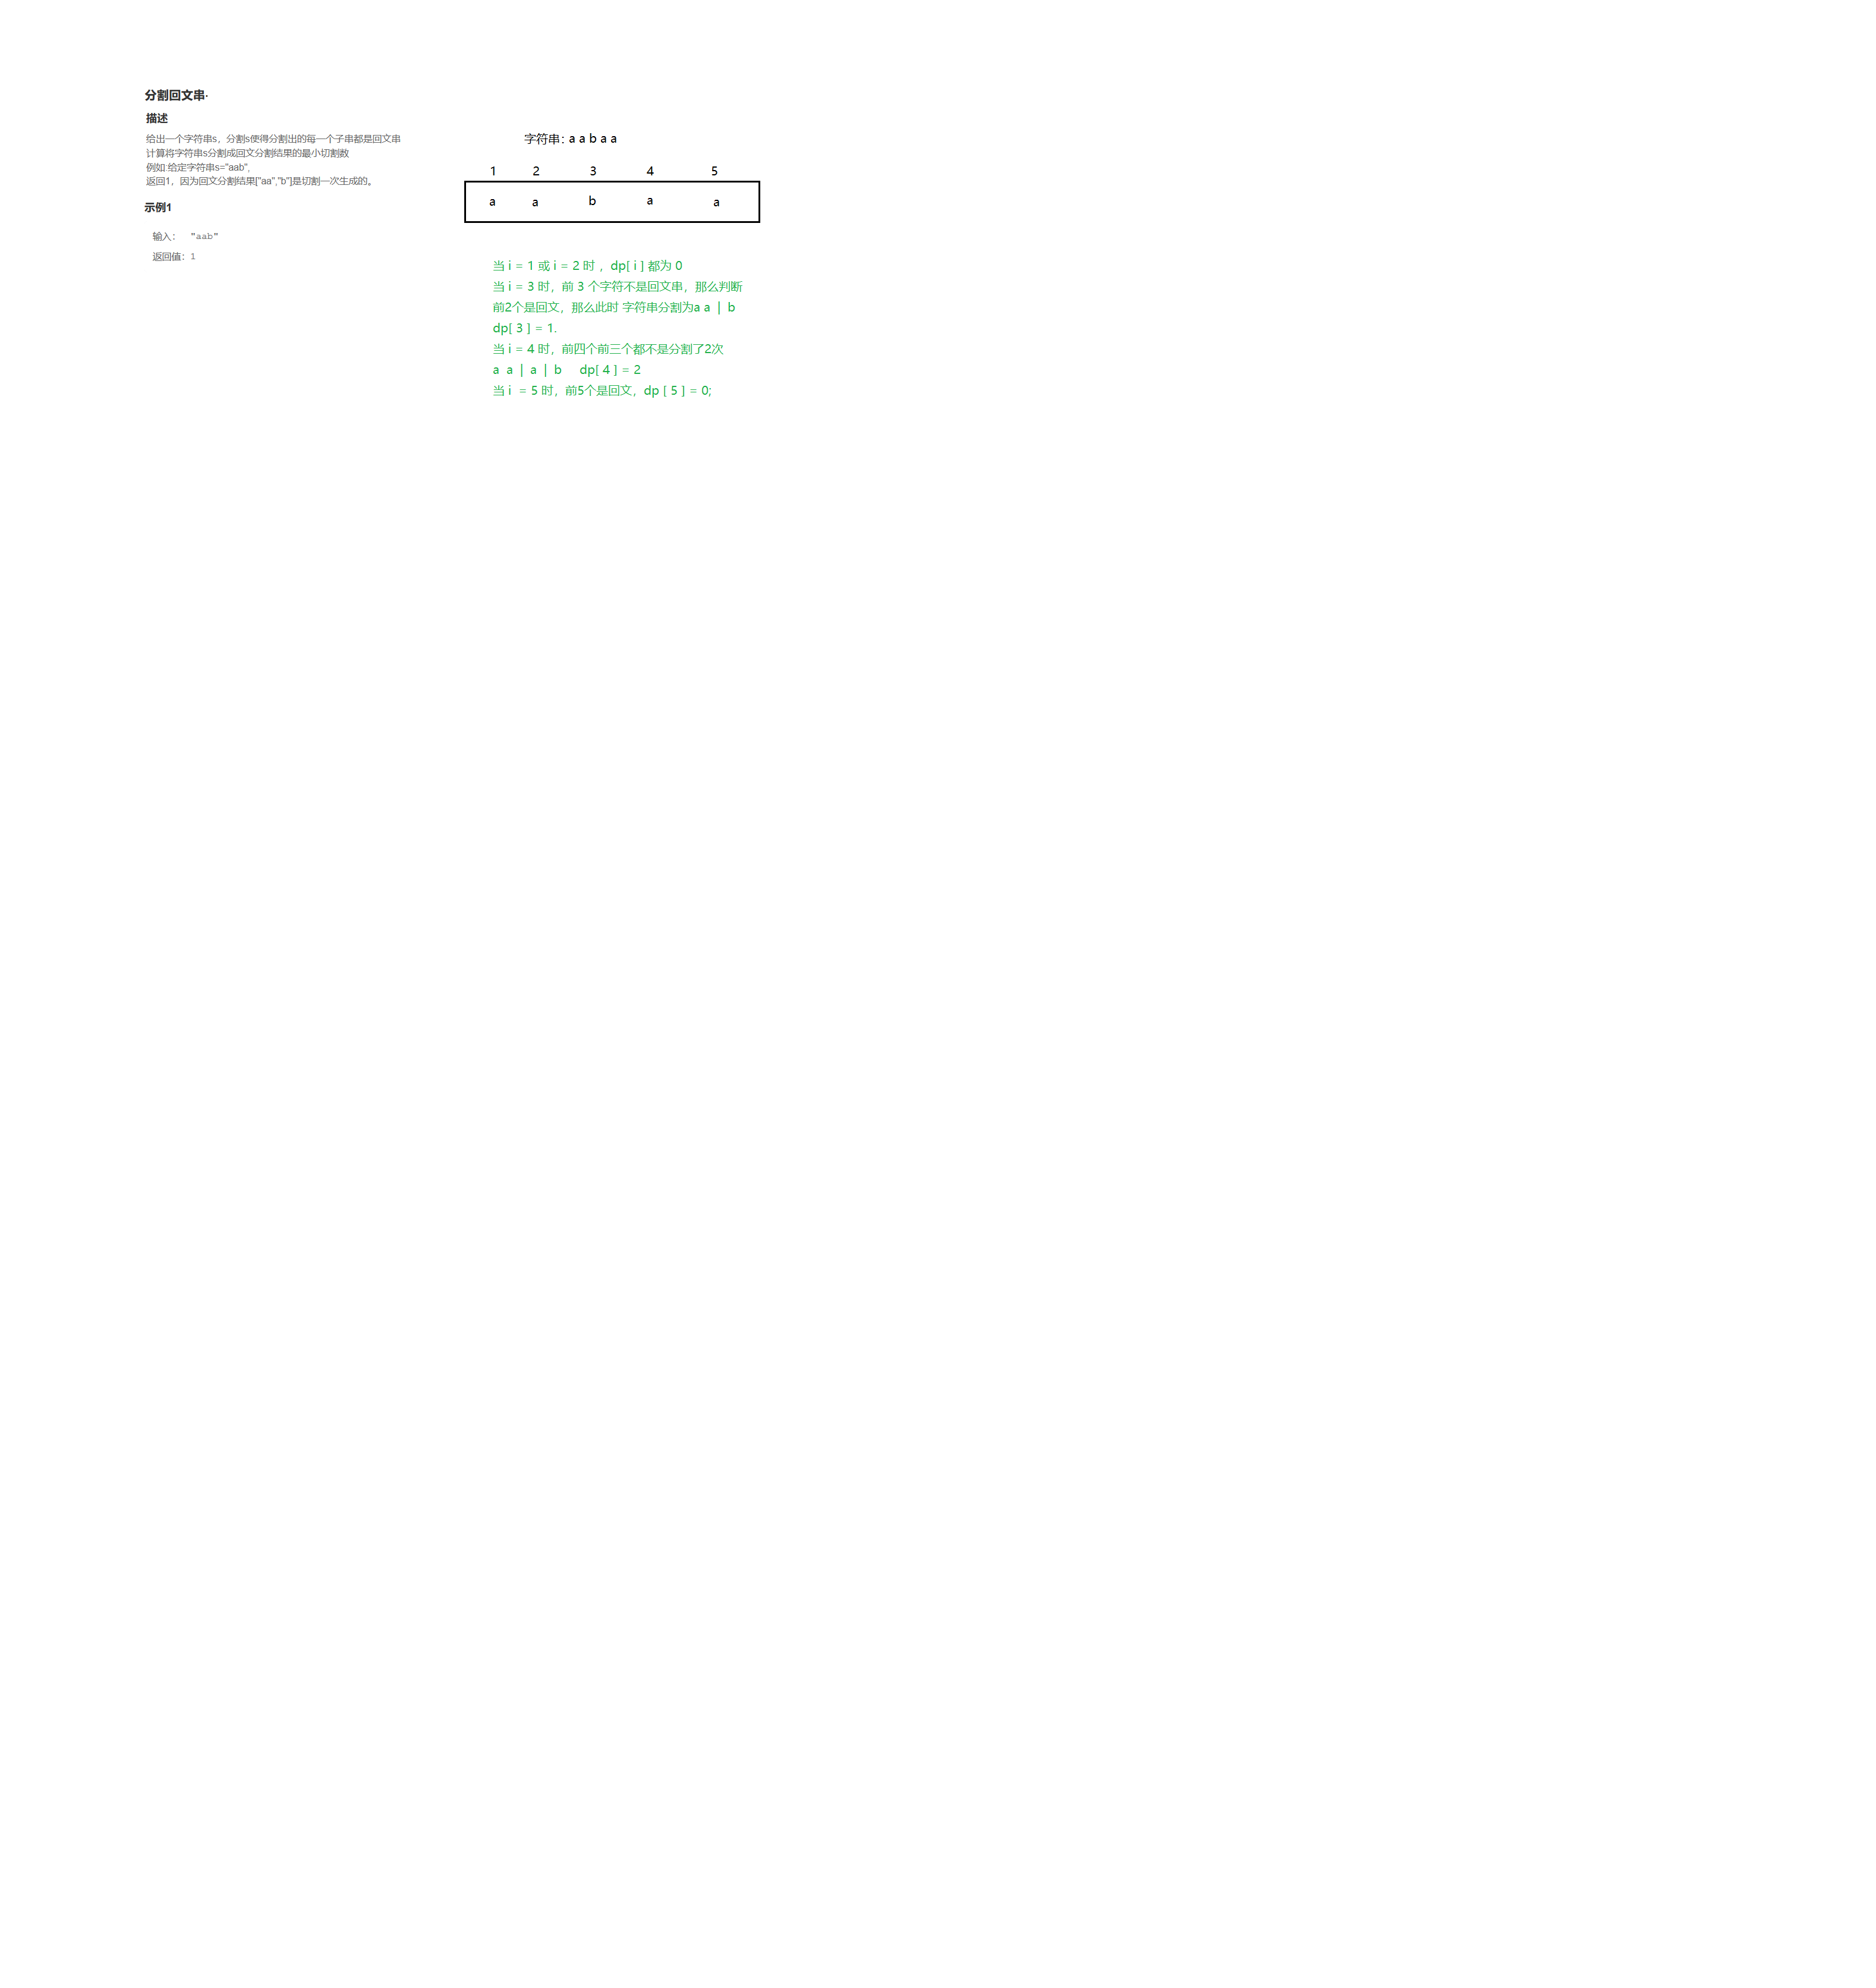 分割回文串·
描述
给出一个字符串s，分割s使得分割出的每一个子串都是回文串
计算将字符串s分割成回文分割结果的最小切割数
例如:给定字符串s="aab",
返回1，因为回文分割结果["aa","b"]是切割一次生成的。
示例1
输入： "aab"
返回值：1
字符串：a a b a a
1 2 3 4 5
a a b a a
当 i = 1 或 i = 2 时 ，dp[ i ] 都为 0
当 i = 3 时，前 3 个字符不是回文串，那么判断
前2个是回文，那么此时 字符串分割为a a | b
dp[ 3 ] = 1.
当 i = 4 时，前四个前三个都不是分割了2次
a a | a | b dp[ 4 ] = 2
当 i = 5 时，前5个是回文，dp [ 5 ] = 0;